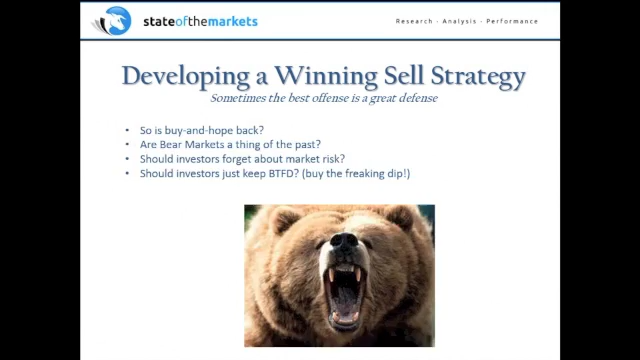 stateofthemarkets
Research · Analysis · Performance
Developing a Winning Sell Strategy
Sometimes the best offense is a great defense
• So is buy-and-hope back?
• Are Bear Markets a thing of the past?
• Should investors forget about market risk?
• Should investors just keep BTFD? (buy the freaking dip!)